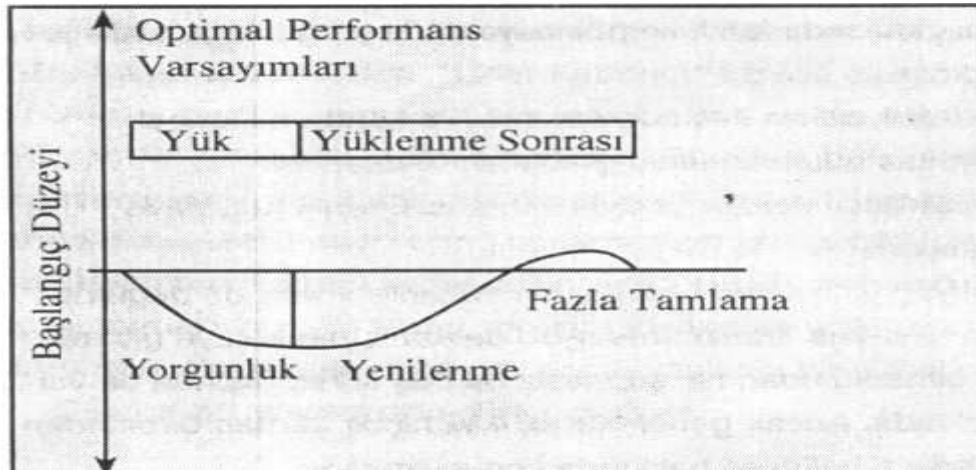 Optimal Performans
Varsayımları
Yük
Yüklenme Sonrası
Başlangıç Düzeyi
Fazla Tamlama
Yorgunluk
Yenilenme